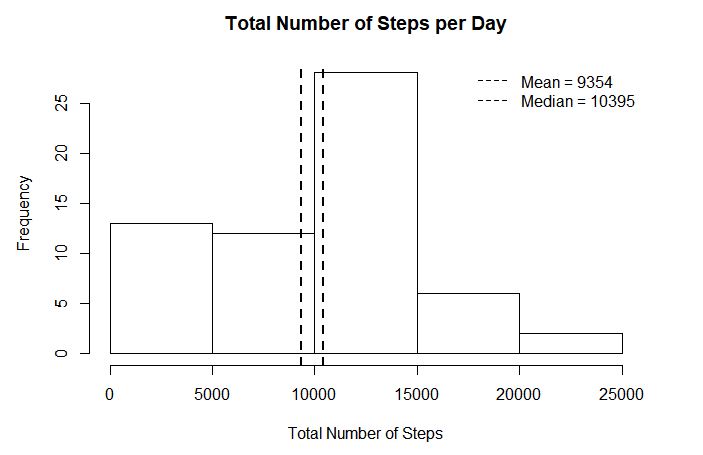 Total Number of Steps per Day
Mean = 9354
Median = 10395
Frequency
25
20
15
10
5
0
0 5000 10000 15000 20000 25000
Total Number of Steps